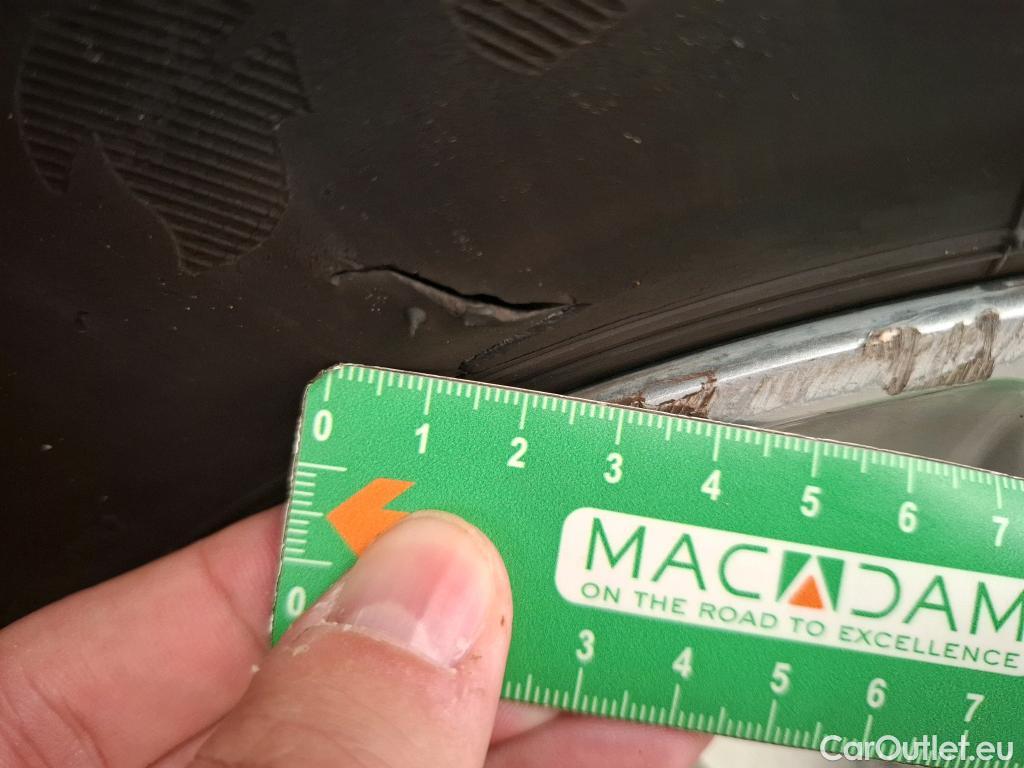 0 1 2 3 4 5 6 7
MACADAM
ON THE ROAD TO EXCELLENCE
0 3 4 5 6 7
CarOutlet.eu